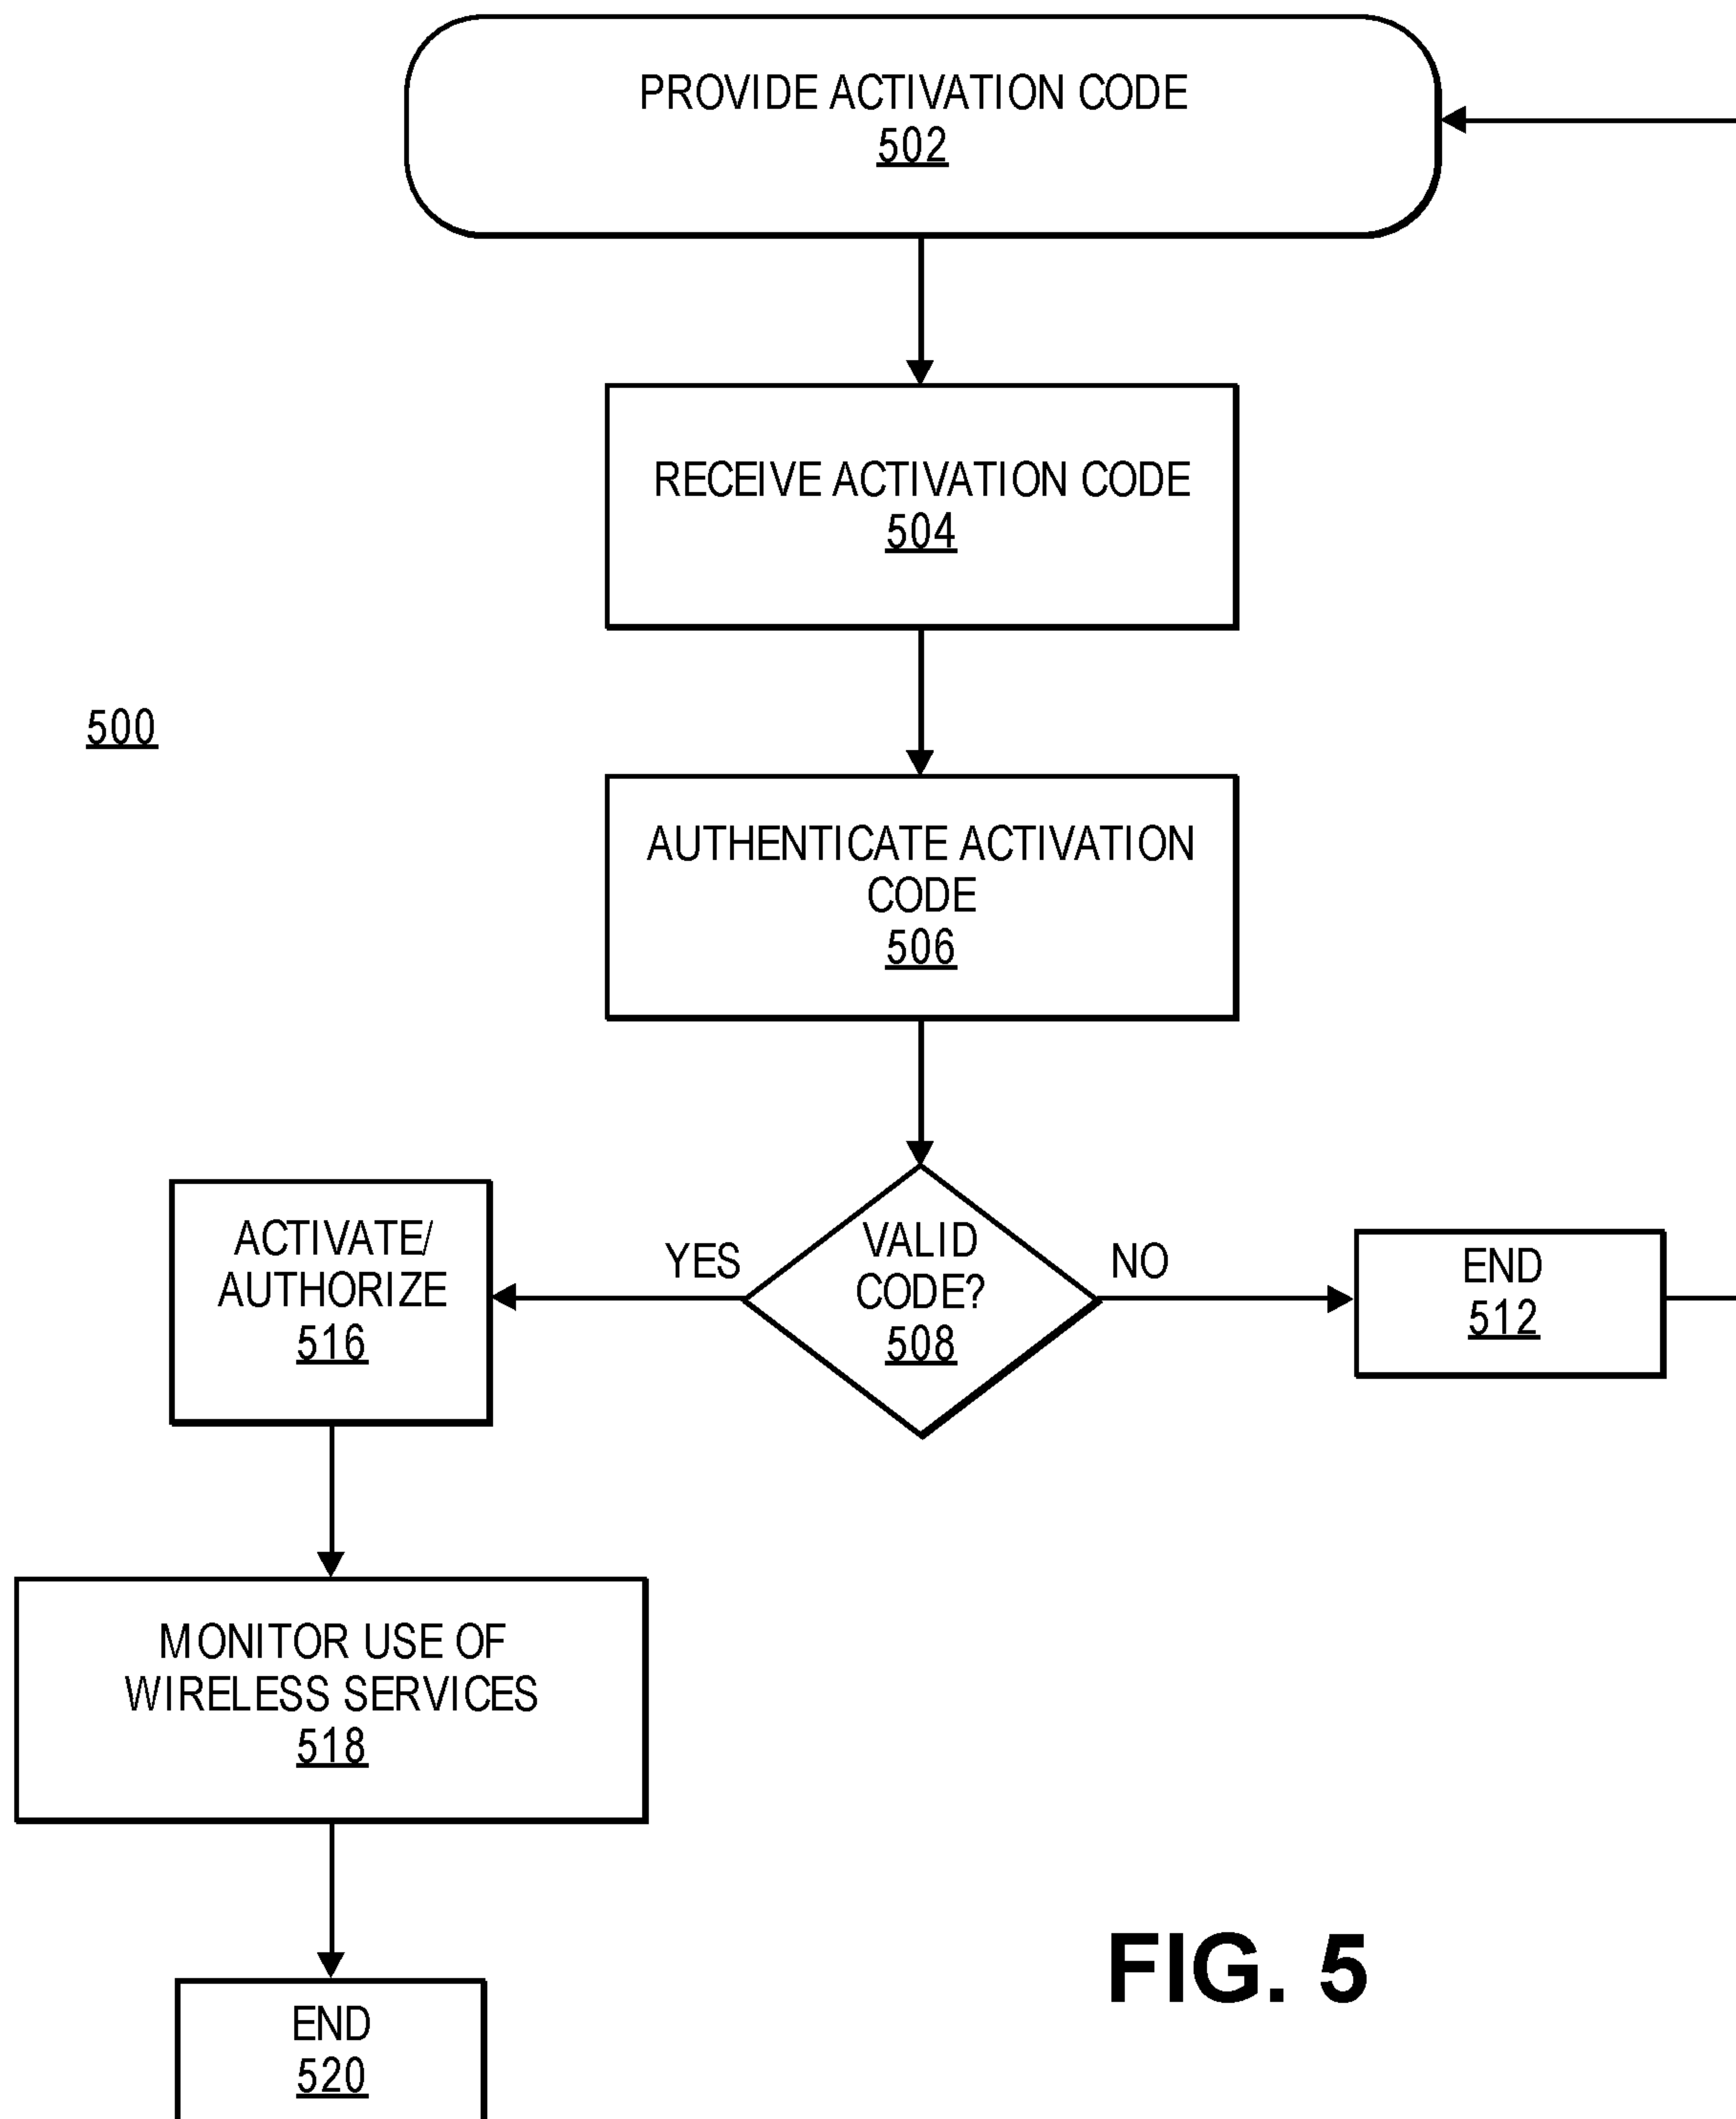 PROVIDE ACTIVATION CODE
502
RECEIVE ACTIVATION CODE
504
500
AUTHENTICATE ACTIVATION
CODE
506
ACTIVATE/
AUTHORIZE
516
YES
VALID
CODE?
508
NO
END
512
MONITOR USE OF
WIRELESS SERVICES
518
FIG. 5
END
520